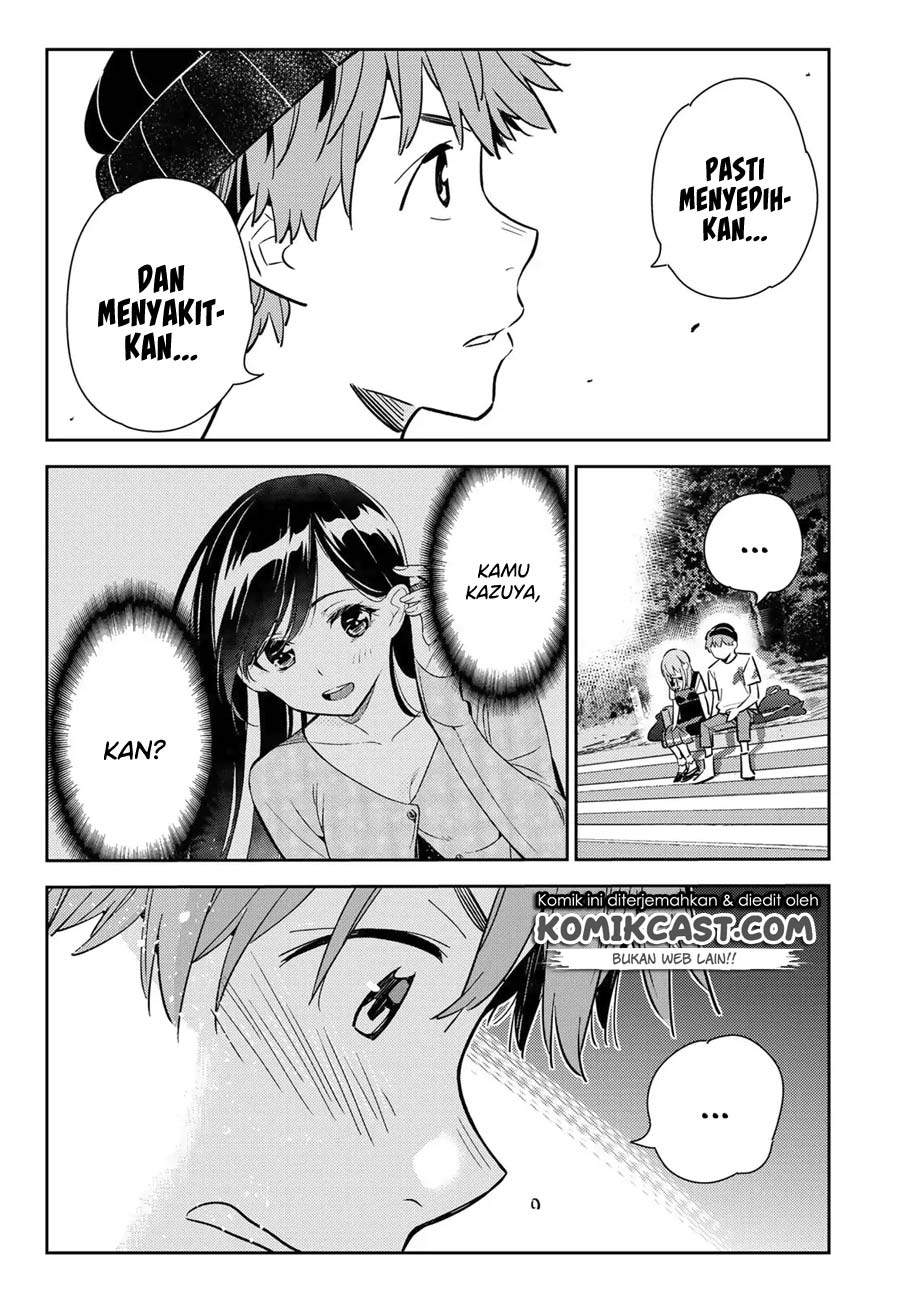 PASTI
MENYEDIH-
KAN...
DAN
MENYAKIT-
KAN...
...
KAMU
KAZUYA,
KAN?
Komik ini diterjemahkan & diedit oleh
KOMIKCAST.COM
BUKAN WEB LAIN!!
...